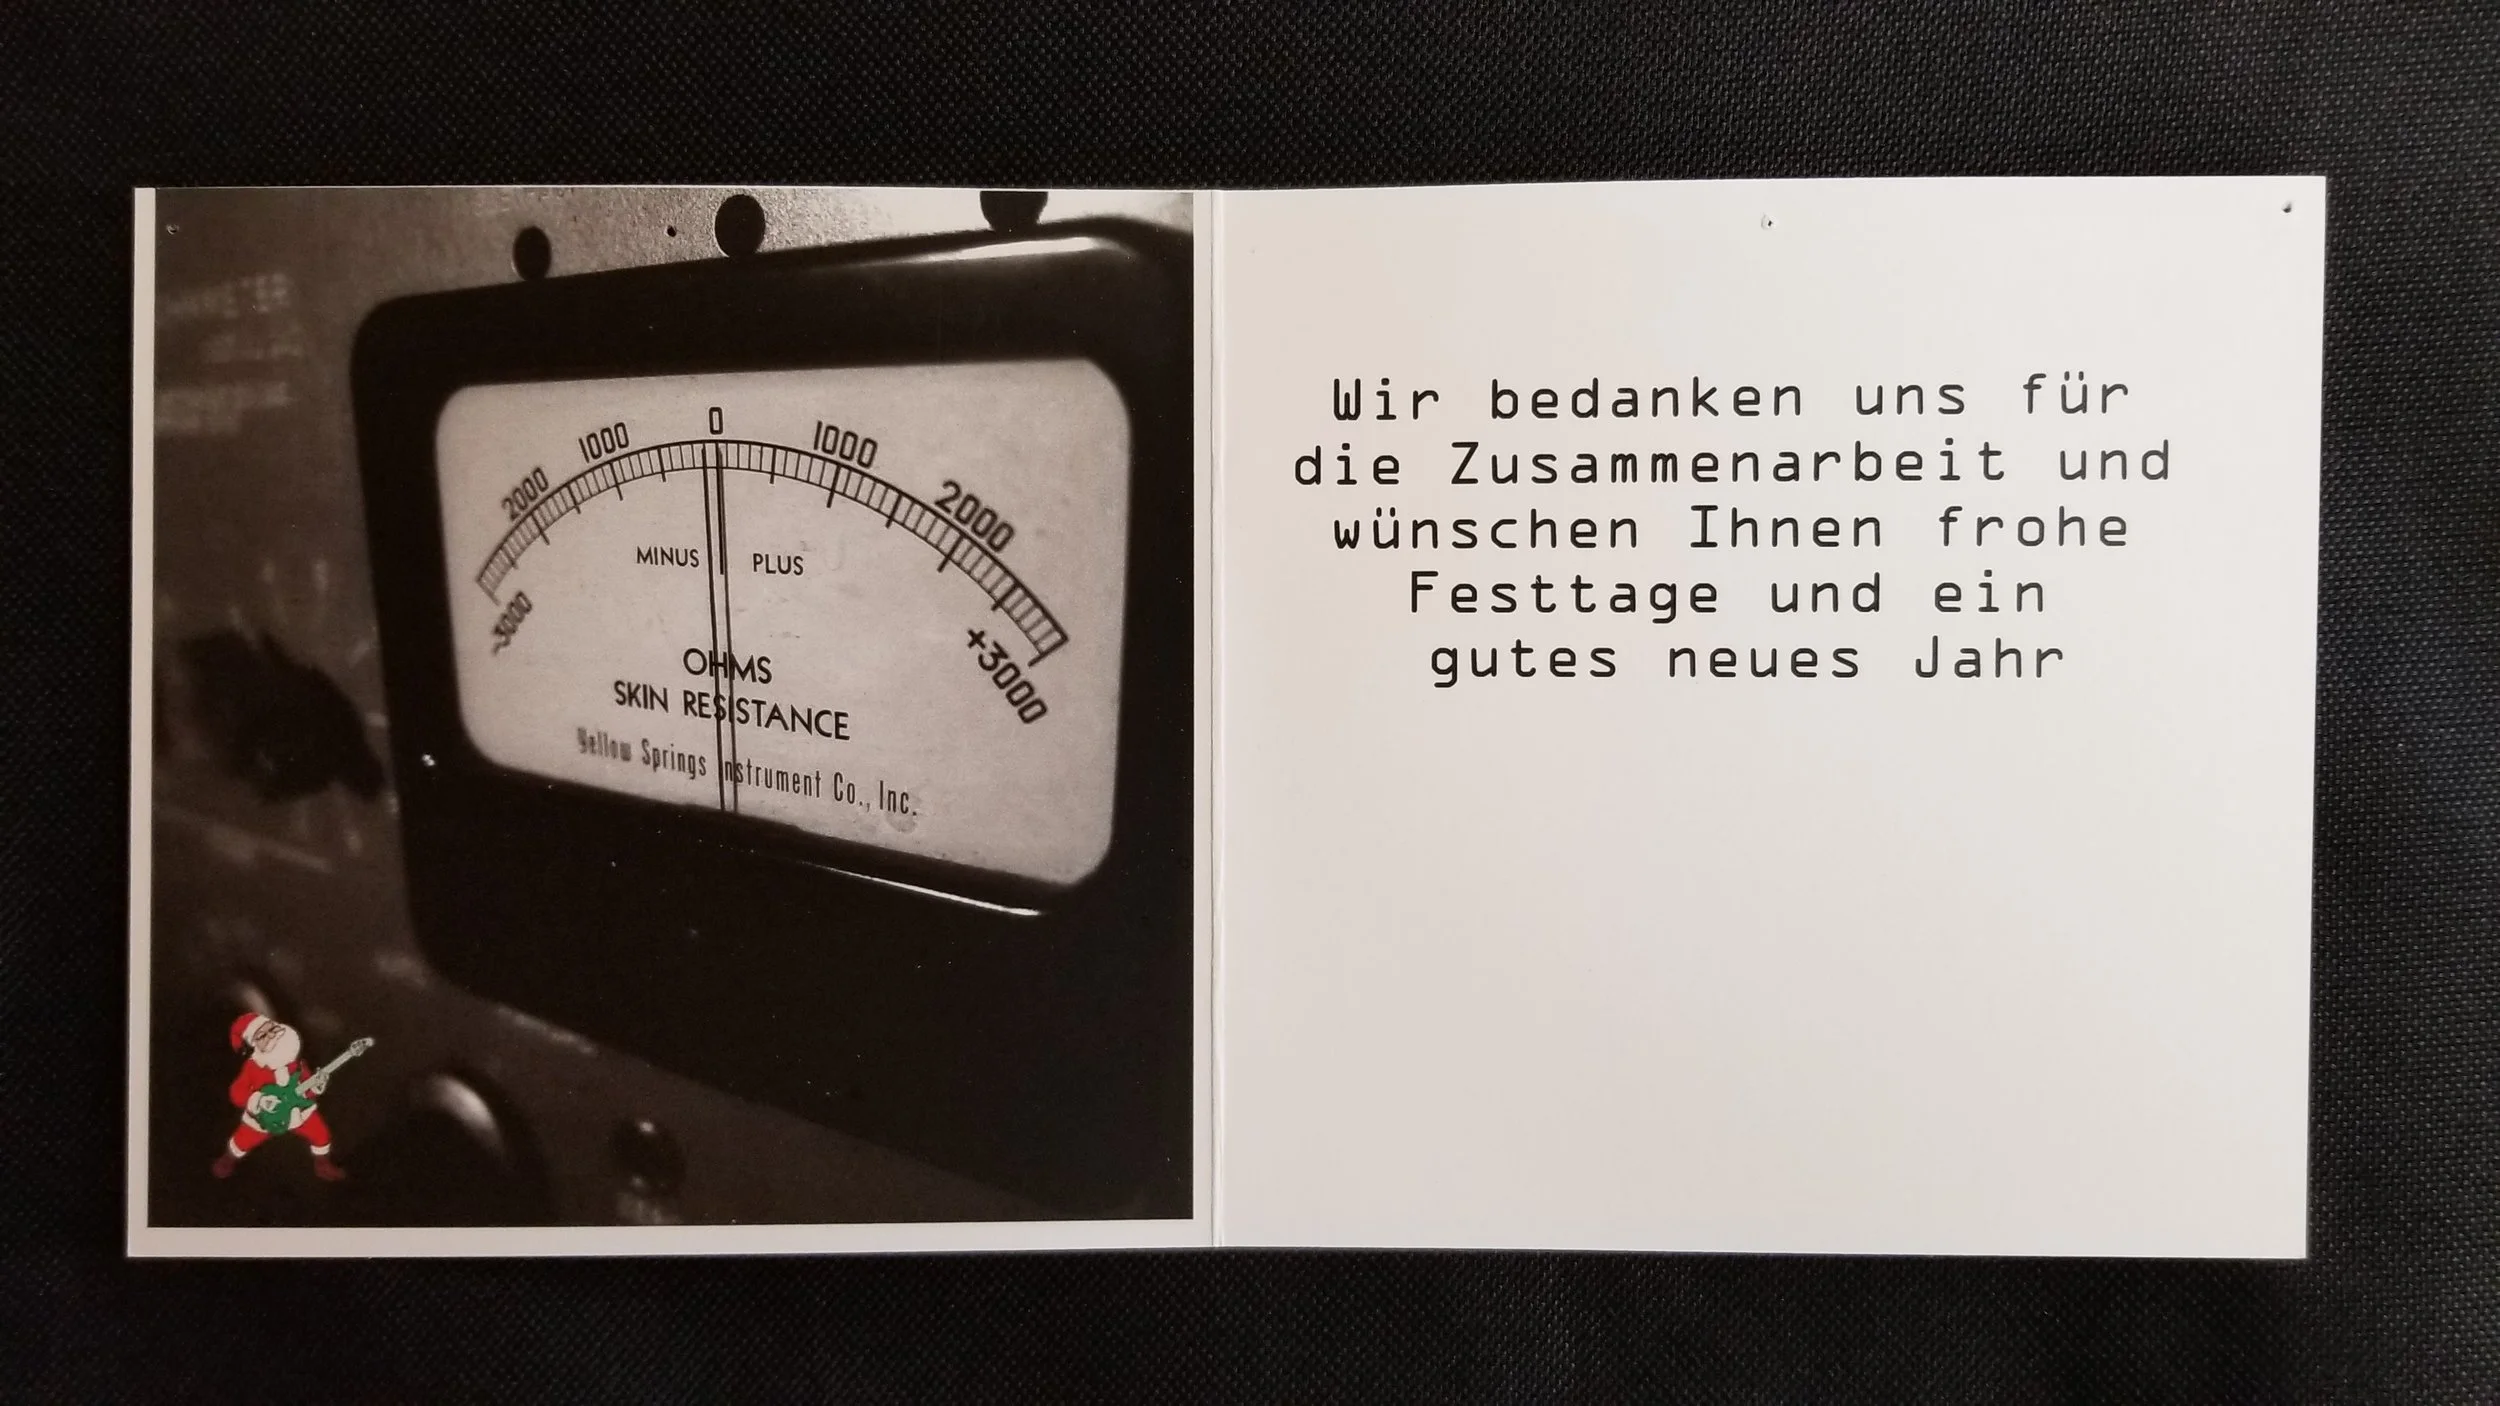 0
1000 1000
2000 2000
-3000 +3000
MINUS PLUS
OHMS
SKIN RESISTANCE
Yellow Springs Instrument Co., Inc.
Wir bedanken uns für
die Zusammenarbeit und
wünschen Ihnen frohe
Festtage und ein
gutes neues Jahr